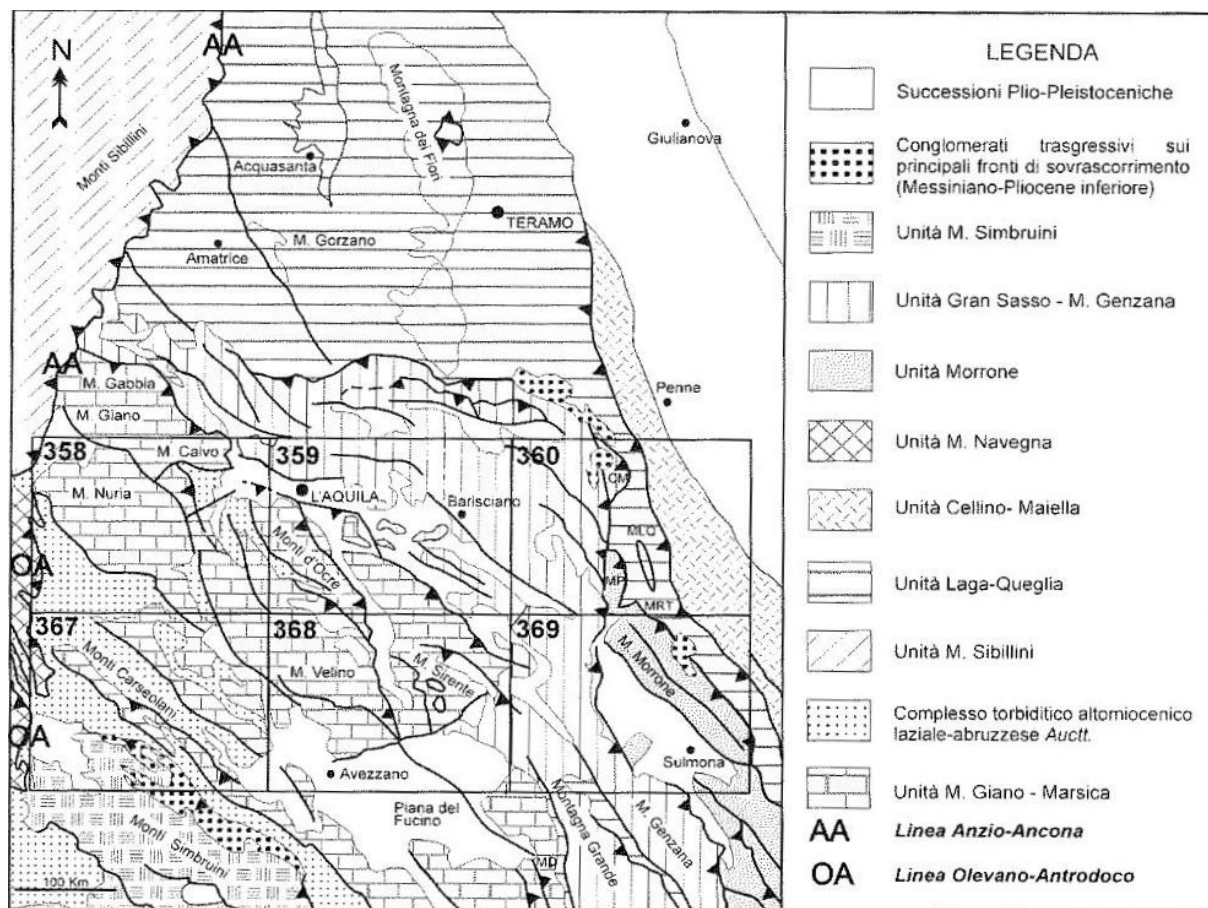 N
AA
Monti Sibillini
Acquasanta
Montagna dei Fiori
Giulianova
TERAMO
M. Gorzano
Amatrice
Penne
AA
M. Gabbia
M. Giano
358
M. Calvo
359
360
M. Nuria
L'AQUILA
Barisciano
CM
MLQ
Monti d'Ocre
OA
MP
MRT
367
368
369
Monti Carseolani
M. Velino
M. Sirente
M. Morrone
OA
Avezzano
Sulmona
Piana del
Fucino
Montagna Grande
M. Genzana
Monti Simbruini
MD
100 Km
LEGENDA
Successioni Plio-Pleistoceniche
Conglomerati trasgressivi sui
principali fronti di sovrascorrimento
(Messiniano-Pliocene inferiore)
Unità M. Simbruini
Unità Gran Sasso - M. Genzana
Unità Morrone
Unità M. Navegna
Unità Cellino- Maiella
Unità Laga-Queglia
Unità M. Sibillini
Complesso torbiditico altomiocenico
laziale-abruzzese Auctt.
Unità M. Giano - Marsica
AA Linea Anzio-Ancona
OA Linea Olevano-Antrodoco